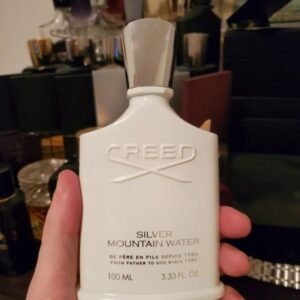 CREED
SILVER
MOUNTAIN WATER
DE PÈRE EN FILS DEPUIS 1760
FROM FATHER TO SON SINCE 1760
100 ML 3.33 FL. OZ